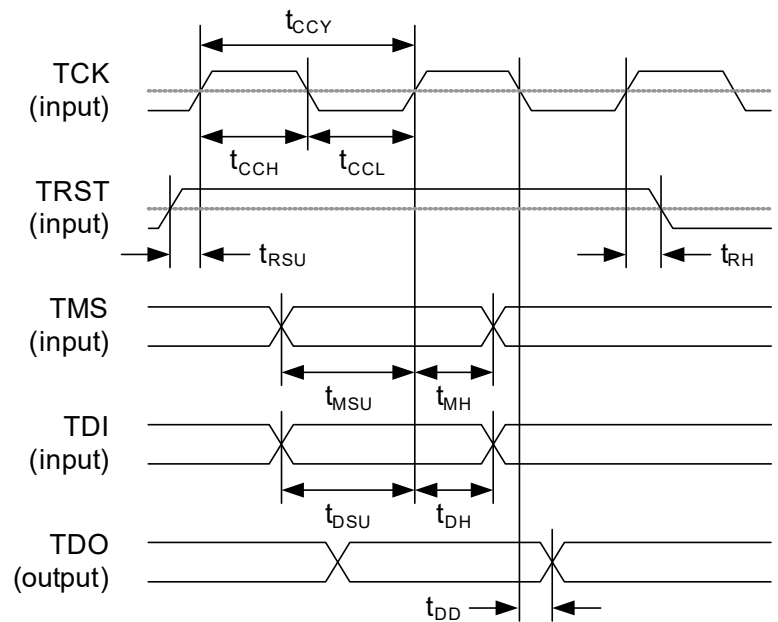 tCCY
TCK
(input)
tCCH
tCCL
TRST
(input)
tRSU
tRH
TMS
(input)
tMSU
tMH
TDI
(input)
tDSU
tDH
TDO
(output)
tDD